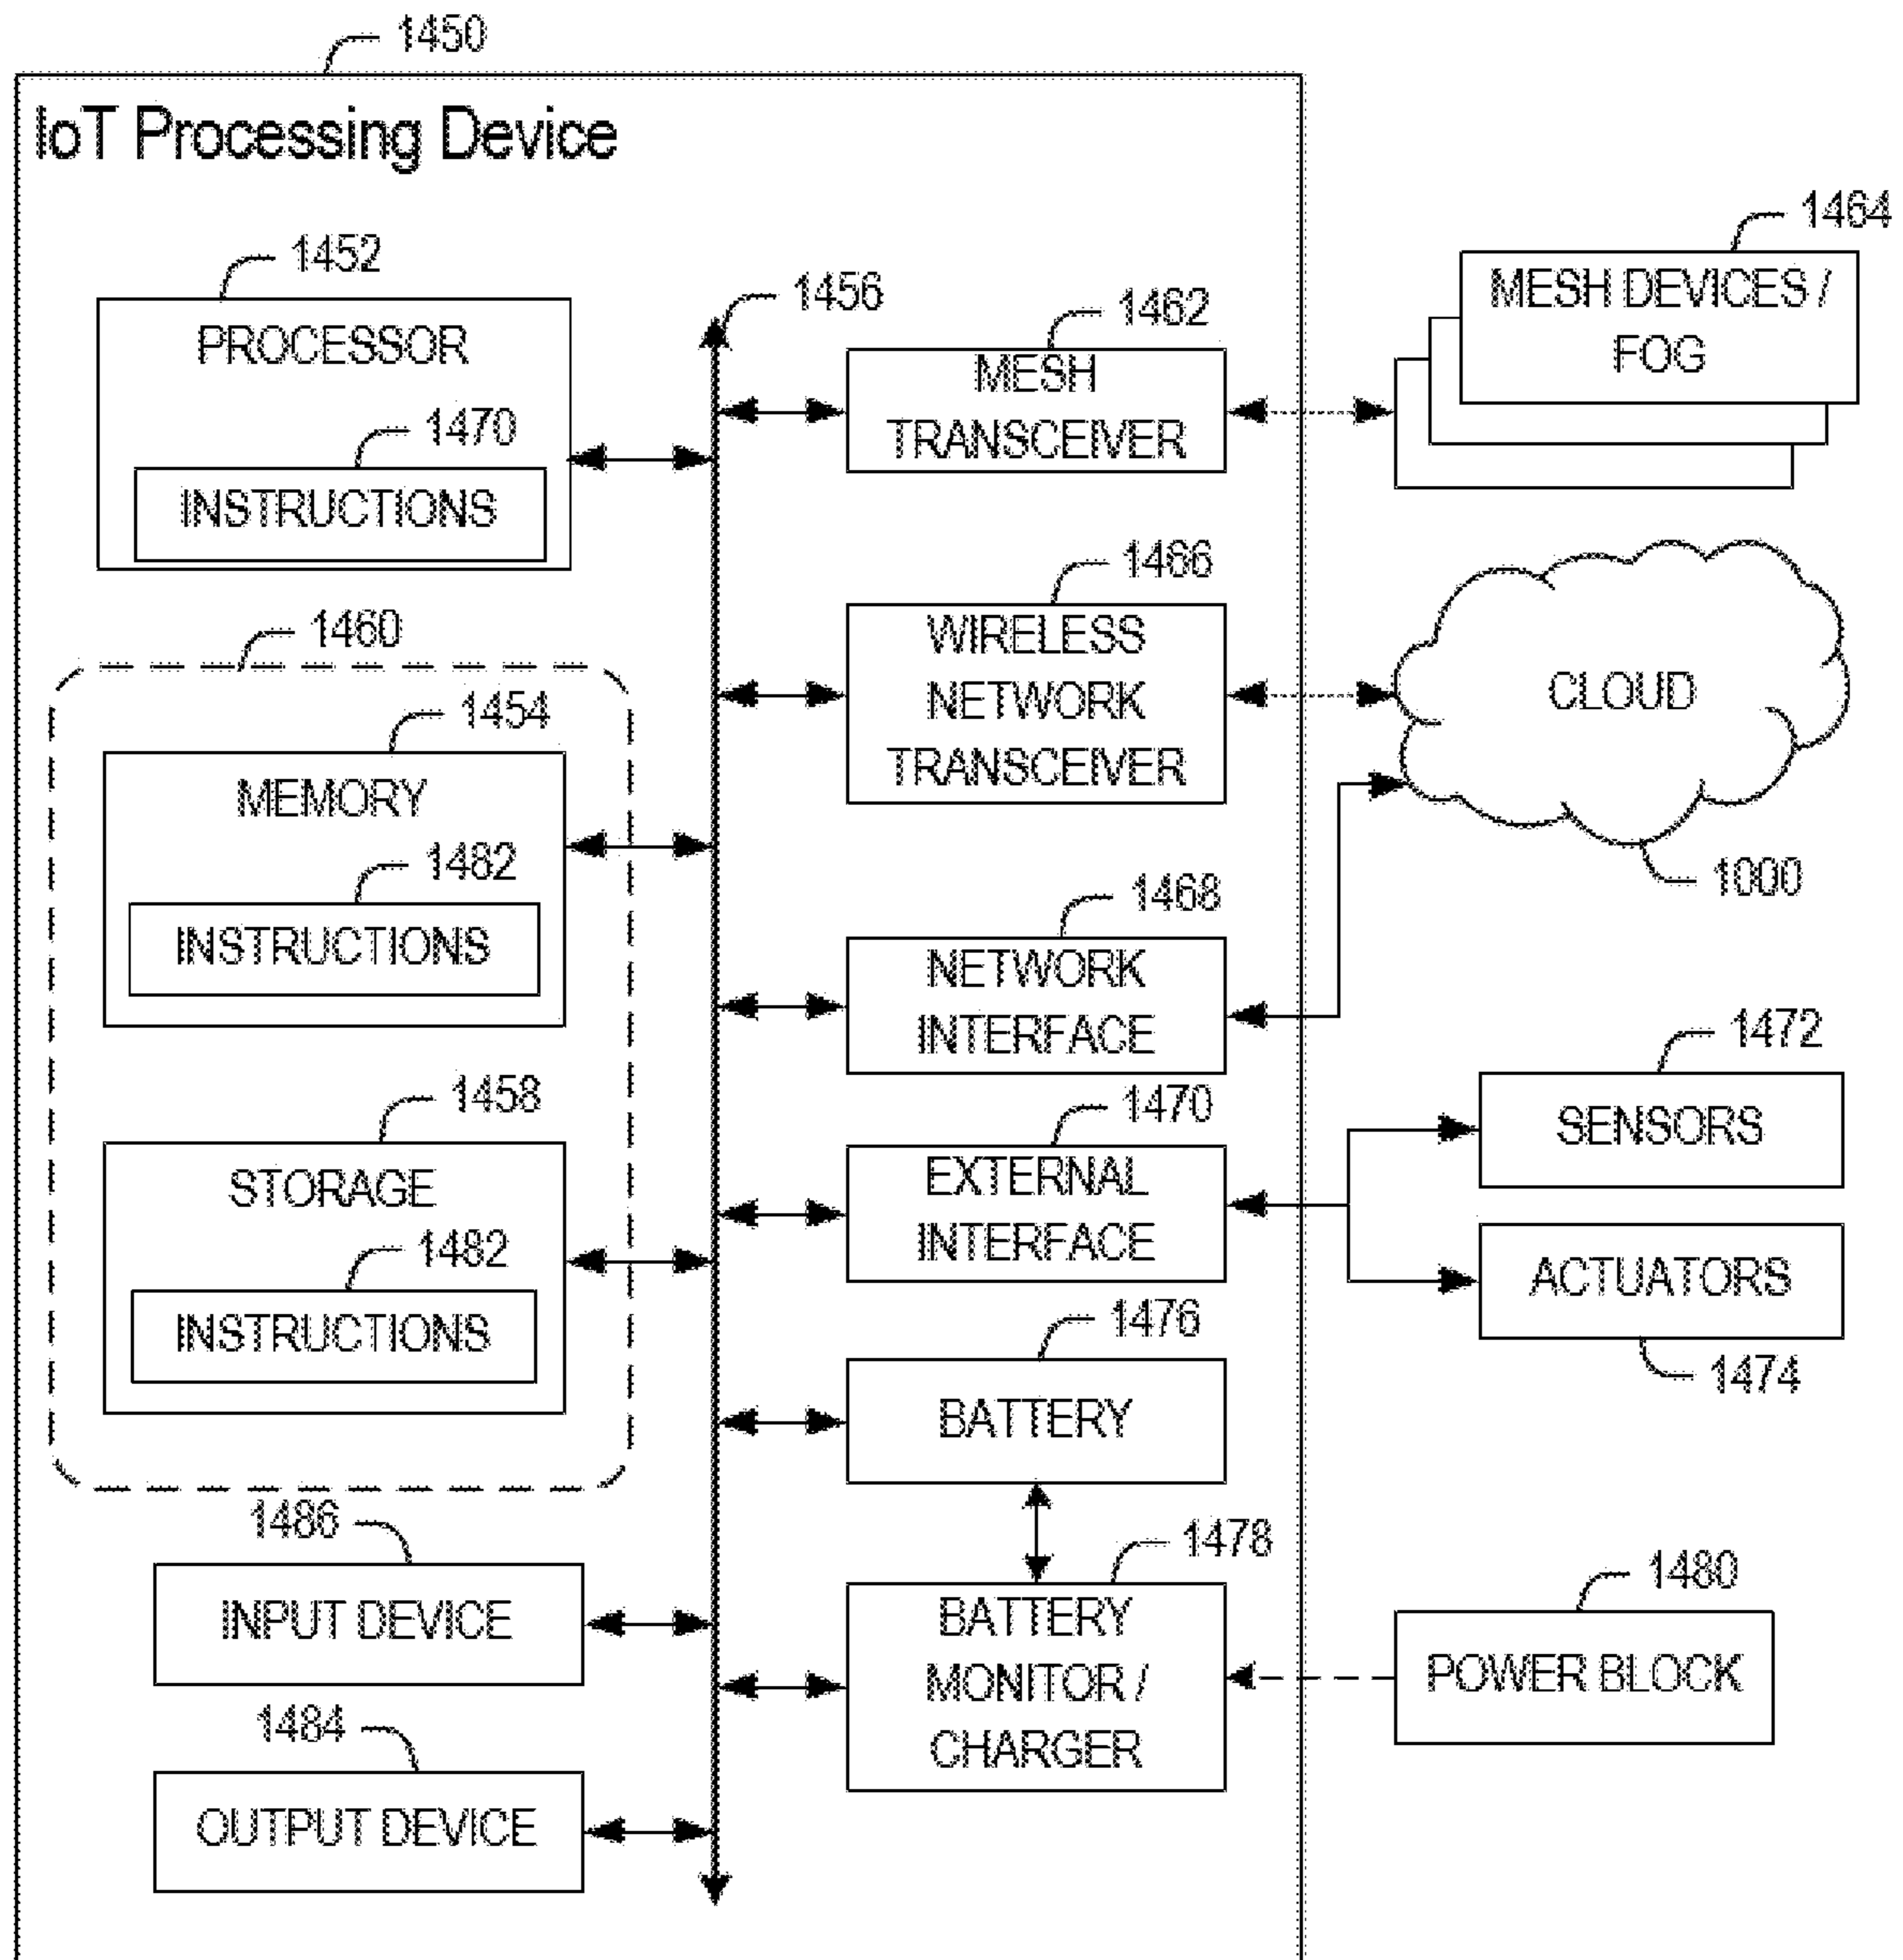 1450
IoT Processing Device
1452
PROCESSOR
1470
INSTRUCTIONS
1460
1454
MEMORY
1482
INSTRUCTIONS
1458
STORAGE
1482
INSTRUCTIONS
1486
INPUT DEVICE
1484
OUTPUT DEVICE
1456
1462
MESH
TRANSCEIVER
1466
WIRELESS
NETWORK
TRANSCEIVER
1468
NETWORK
INTERFACE
1470
EXTERNAL
INTERFACE
1476
BATTERY
1478
BATTERY
MONITOR /
CHARGER
1464
MESH DEVICES /
FOG
CLOUD
1000
1472
SENSORS
ACTUATORS
1474
1480
POWER BLOCK